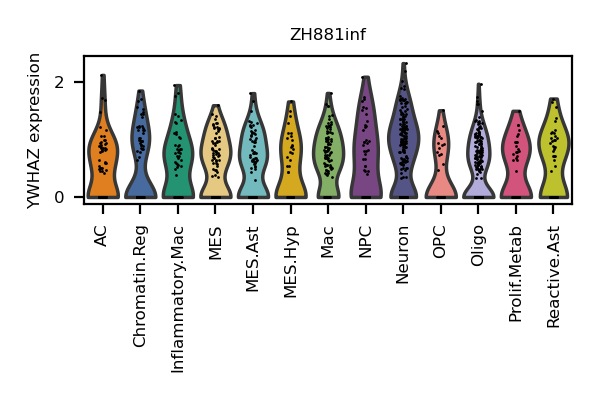 ZH881inf
YWHAZ expression
2
0
AC
Chromatin.Reg
Inflammatory.Mac
MES
MES.Ast
MES.Hyp
Mac
NPC
Neuron
OPC
Oligo
Prolif.Metab
Reactive.Ast